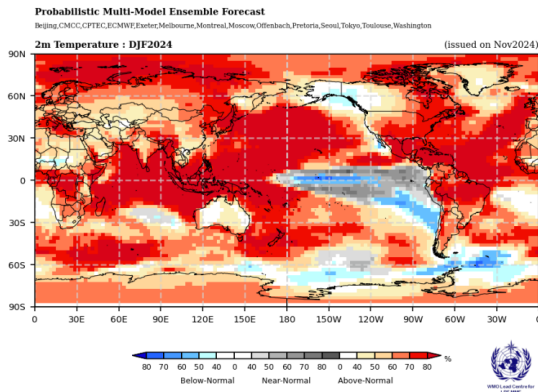 Probabilistic Multi-Model Ensemble Forecast
Beijing,CMCC,CPTEC,ECMWF,Exeter,Melbourne,Montreal,Moscow,Offenbach,Pretoria,Seoul,Tokyo,Toulouse,Washington
2m Temperature : DJF2024 (issued on Nov2024)
90N
60N
30N
0
30S
60S
90S
0 30E 60E 90E 120E 150E 180 150W 120W 90W 60W 30W 0
80 70 60 50 40 0 40 50 60 70 80 0 40 50 60 70 80 %
Below-Normal Near-Normal Above-Normal
WMO Lead Centre for